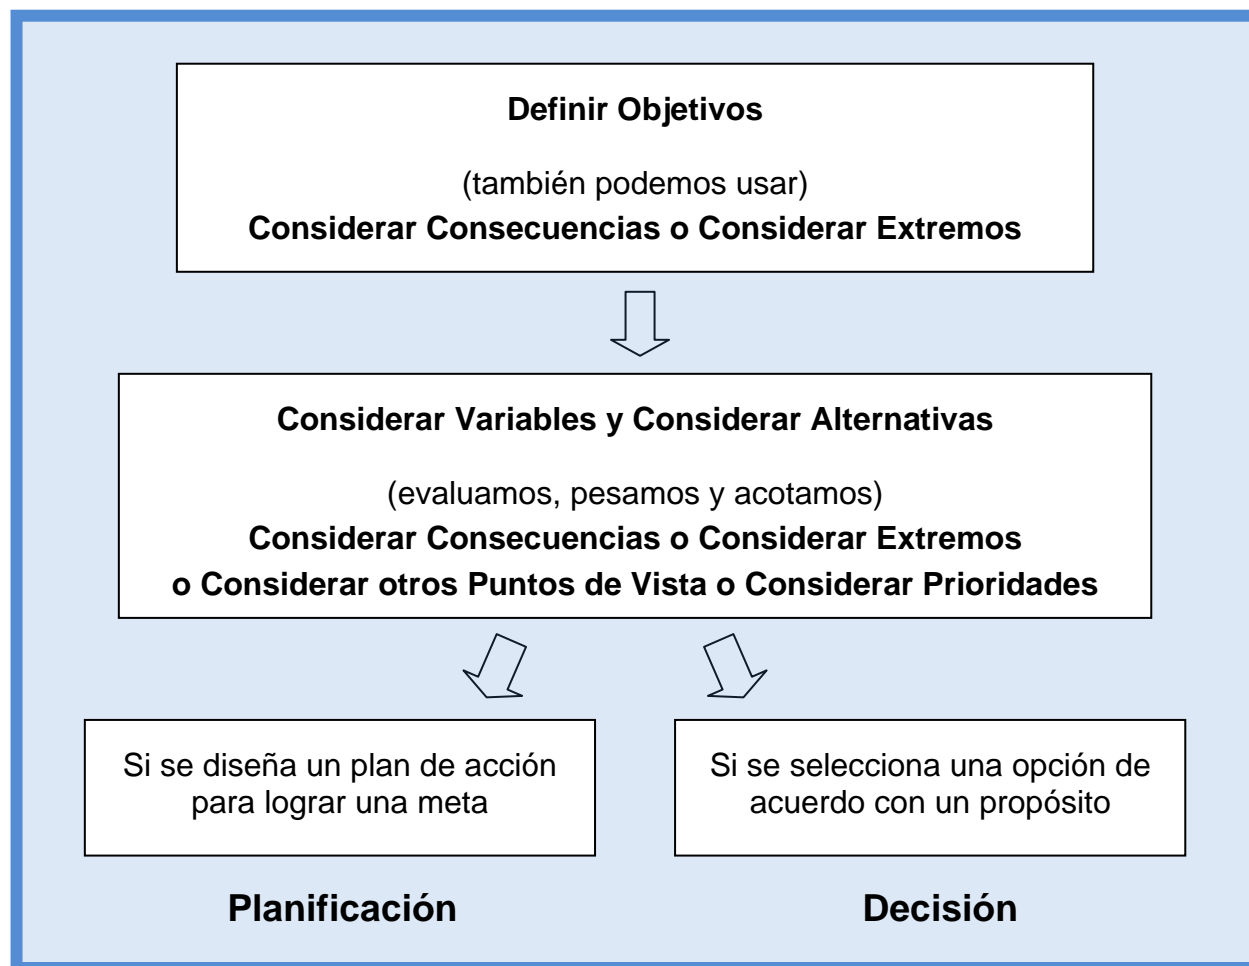 Definir Objetivos
(también podemos usar)
Considerar Consecuencias o Considerar Extremos
Considerar Variables y Considerar Alternativas
(evaluamos, pesamos y acotamos)
Considerar Consecuencias o Considerar Extremos
o Considerar otros Puntos de Vista o Considerar Prioridades
Si se diseña un plan de acción
para lograr una meta
Si se selecciona una opción de
acuerdo con un propósito
Planificación
Decisión